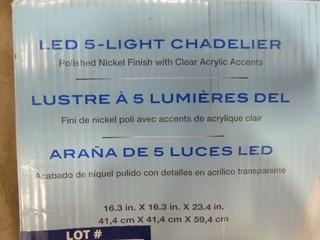 LED 5-LIGHT CHADELIER
Polished Nickel Finish with Clear Acrylic Accents
LUSTRE À 5 LUMIÈRES DEL
Fini de nickel poli avec accents de acrylique clair
ARAÑA DE 5 LUCES LED
Acabado de niquel pulido con detalles en acrílico transparente
16.3 in. X 16.3 in. X 23.4 in.
41,4 cm X 41,4 cm X 59,4 cm
LOT #